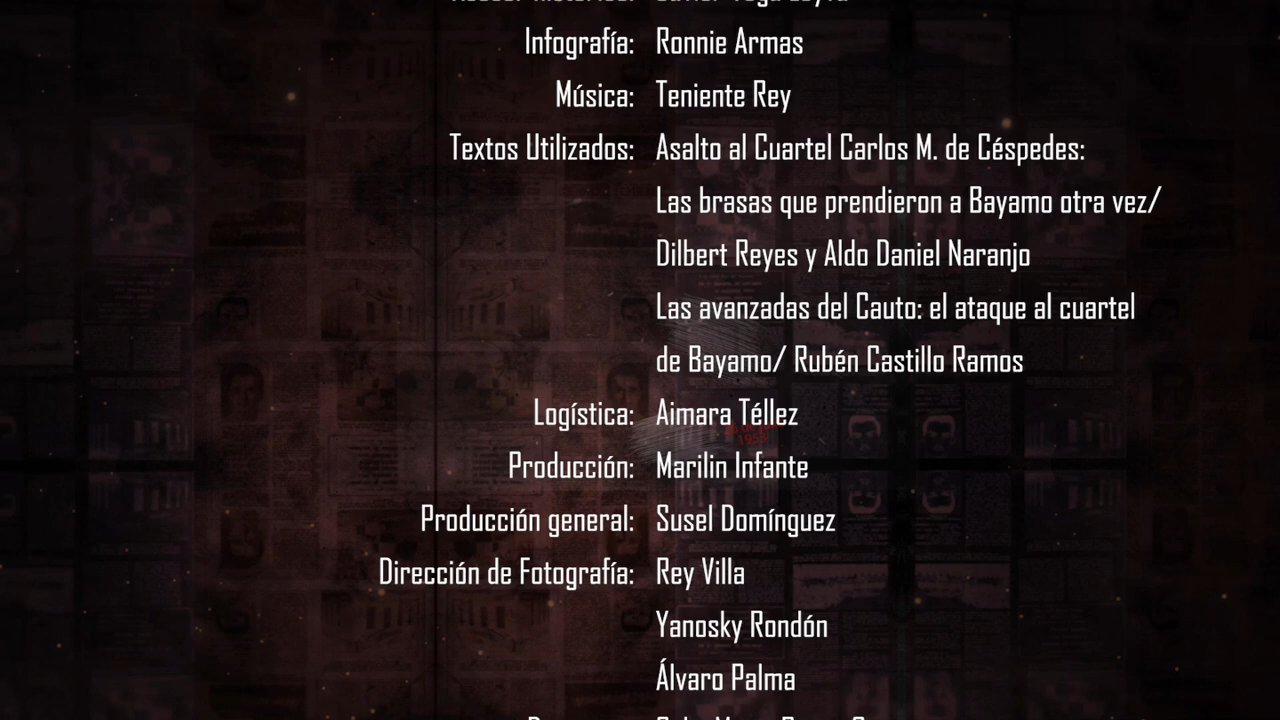 Infografía: Ronnie Armas
Música: Teniente Rey
Textos Utilizados: Asalto al Cuartel Carlos M. de Céspedes:
Las brasas que prendieron a Bayamo otra vez/
Dilbert Reyes y Aldo Daniel Naranjo
Las avanzadas del Cauto: el ataque al cuartel
de Bayamo/ Rubén Castillo Ramos
Logística: Aimara Téllez
Producción: Marilin Infante
Producción general: Susel Domínguez
Dirección de Fotografía: Rey Villa
Yanosky Rondón
Álvaro Palma